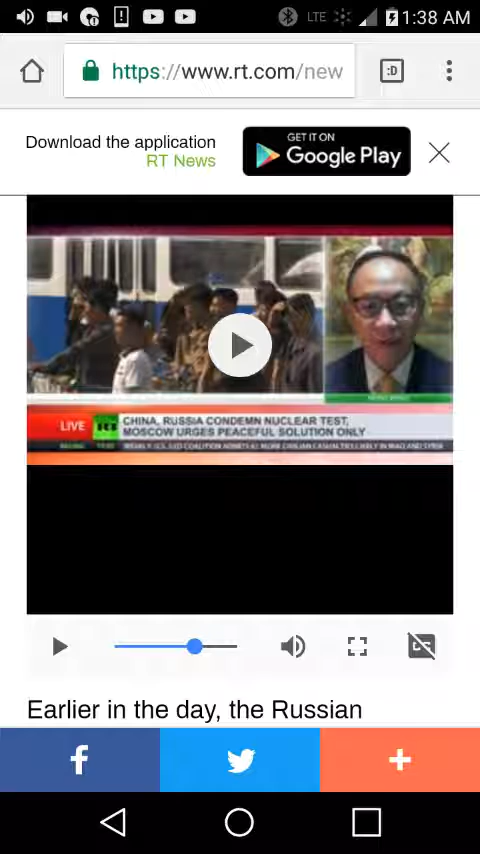 LTE 1:38 AM
https://www.rt.com/new
:D
Download the application
RT News
GET IT ON
Google Play
LIVE
RT
CHINA, RUSSIA CONDEMN NUCLEAR TEST,
MOSCOW URGES PEACEFUL SOLUTION ONLY
Earlier in the day, the Russian